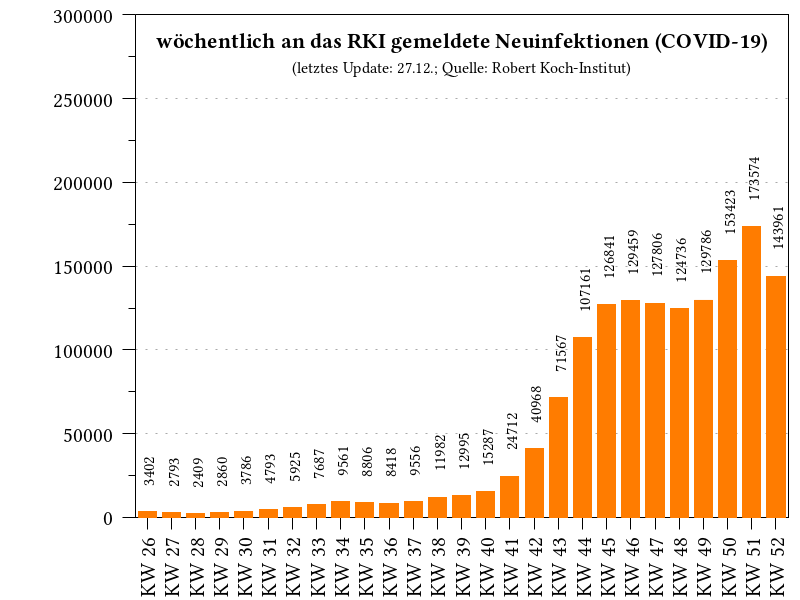 wöchentlich an das RKI gemeldete Neuinfektionen (COVID-19)
(letztes Update: 27.12.; Quelle: Robert Koch-Institut)
300000
250000
200000
150000
100000
50000
0
3402
2793
2409
2860
3786
4793
5925
7687
9561
8806
8418
9556
11982
12995
15287
24712
40968
71567
107161
126841
129459
127806
124736
129786
153423
173574
143961
KW 26
KW 27
KW 28
KW 29
KW 30
KW 31
KW 32
KW 33
KW 34
KW 35
KW 36
KW 37
KW 38
KW 39
KW 40
KW 41
KW 42
KW 43
KW 44
KW 45
KW 46
KW 47
KW 48
KW 49
KW 50
KW 51
KW 52